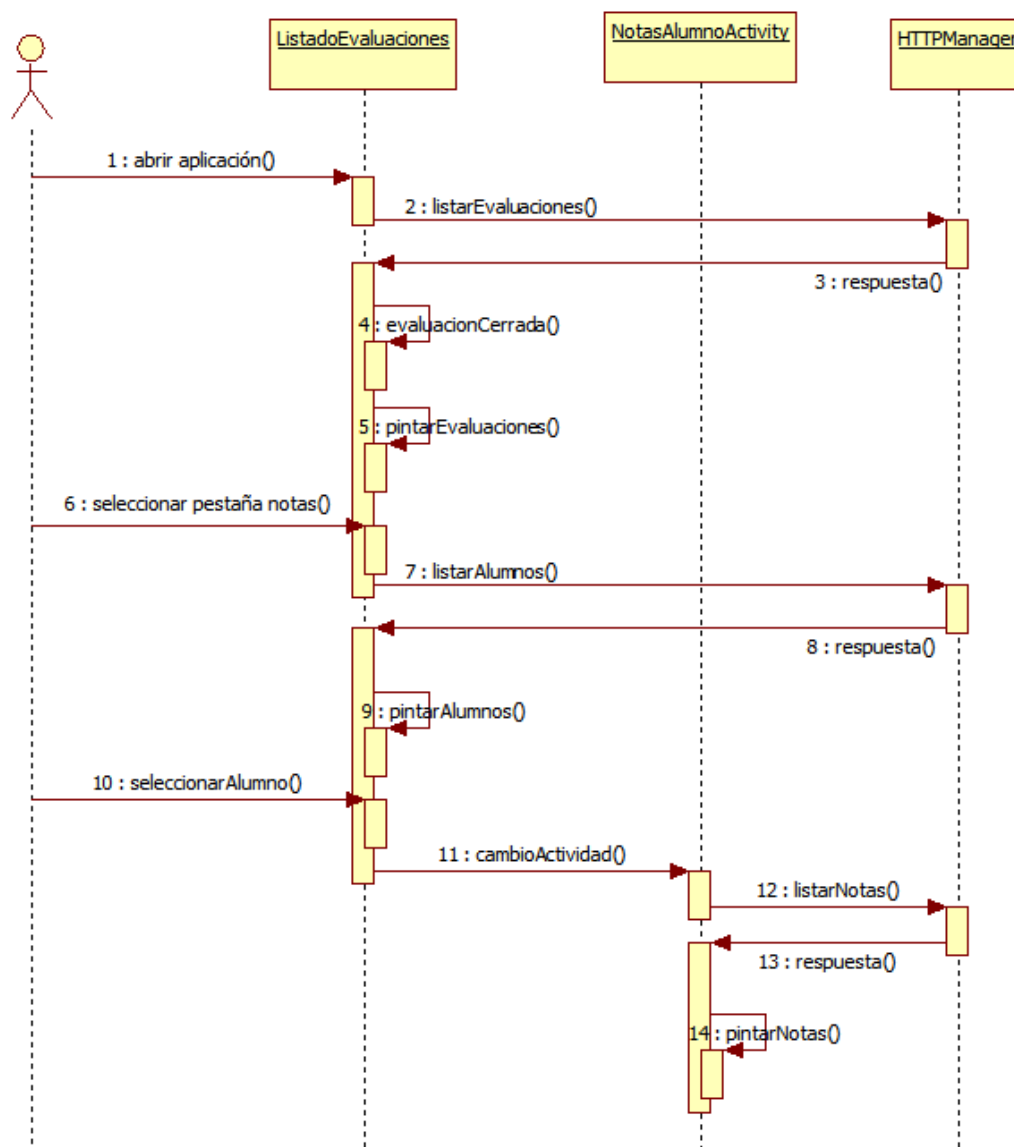 ListadoEvaluaciones
NotasAlumnoActivity
HTTPManager
1 : abrir aplicación()
2 : listarEvaluaciones()
3 : respuesta()
4 : evaluacionCerrada()
5 : pintarEvaluaciones()
6 : seleccionar pestaña notas()
7 : listarAlumnos()
8 : respuesta()
9 : pintarAlumnos()
10 : seleccionarAlumno()
11 : cambioActividad()
12 : listarNotas()
13 : respuesta()
14 : pintarNotas()